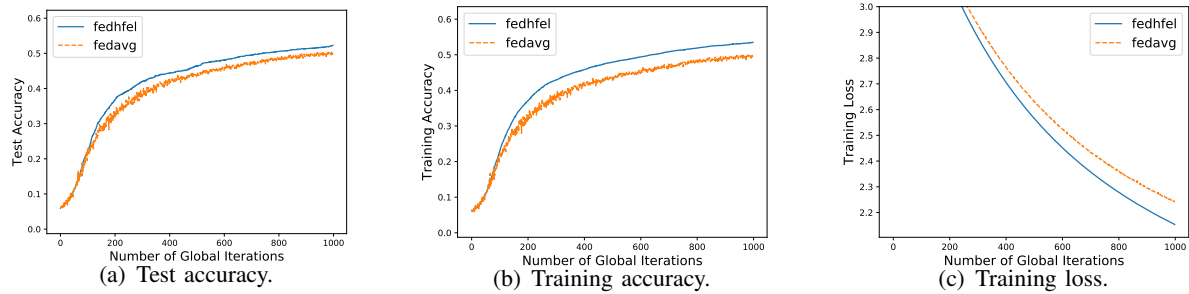 0.6
0.5
0.4
0.3
0.2
0.1
0.0
Test Accuracy
fedhfel
fedavg
0 200 400 600 800 1000
Number of Global Iterations
(a) Test accuracy.
0.6
0.5
0.4
0.3
0.2
0.1
0.0
Training Accuracy
fedhfel
fedavg
0 200 400 600 800 1000
Number of Global Iterations
(b) Training accuracy.
3.0
2.9
2.8
2.7
2.6
2.5
2.4
2.3
2.2
Training Loss
fedhfel
fedavg
0 200 400 600 800 1000
Number of Global Iterations
(c) Training loss.